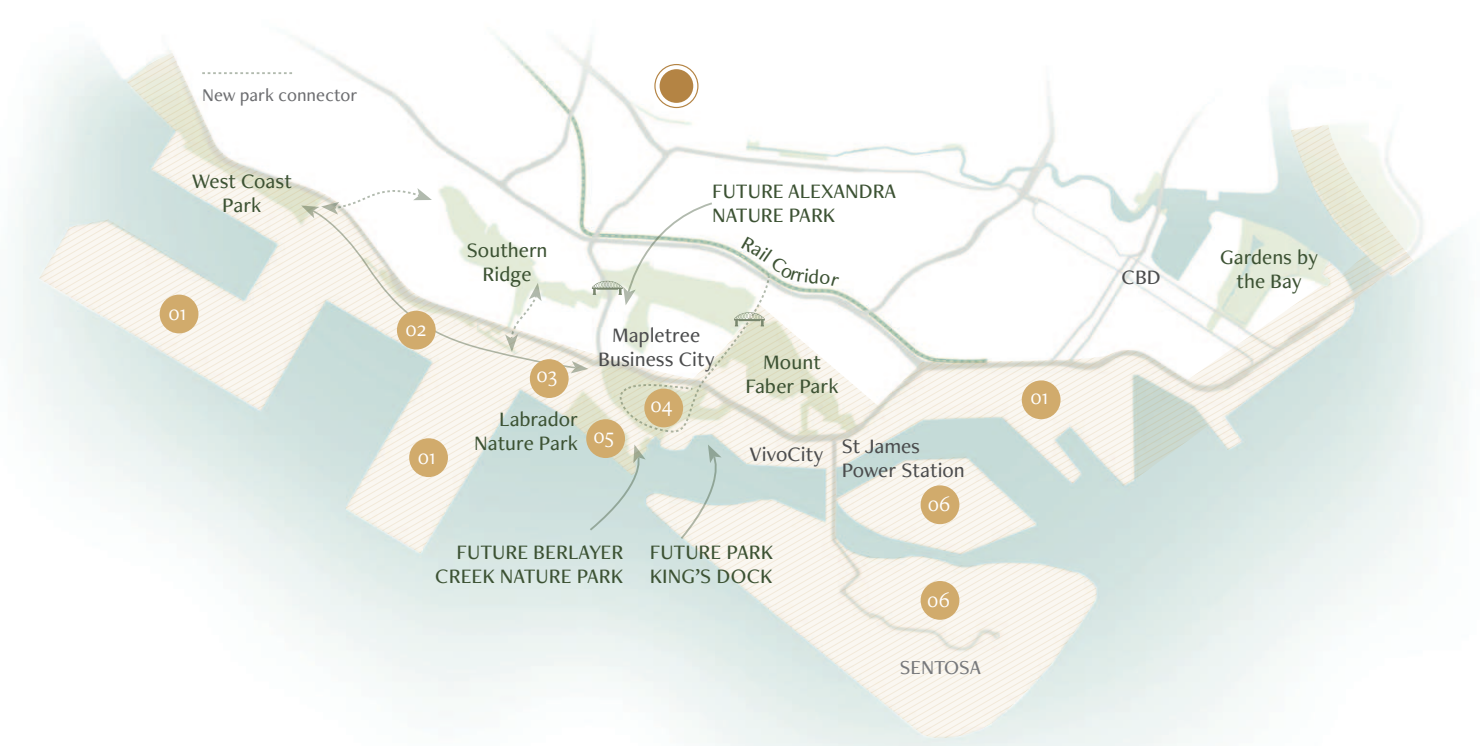 New park connector
West Coast
Park
FUTURE ALEXANDRA
NATURE PARK
Southern
Ridge
Rail Corridor
Gardens by
the Bay
CBD
01
02
Mapletree
Business City
Mount
Faber Park
03
04
01
Labrador
Nature Park
05
01
VivoCity
St James
Power Station
06
FUTURE BERLAYER
CREEK NATURE PARK
FUTURE PARK
KING'S DOCK
06
SENTOSA